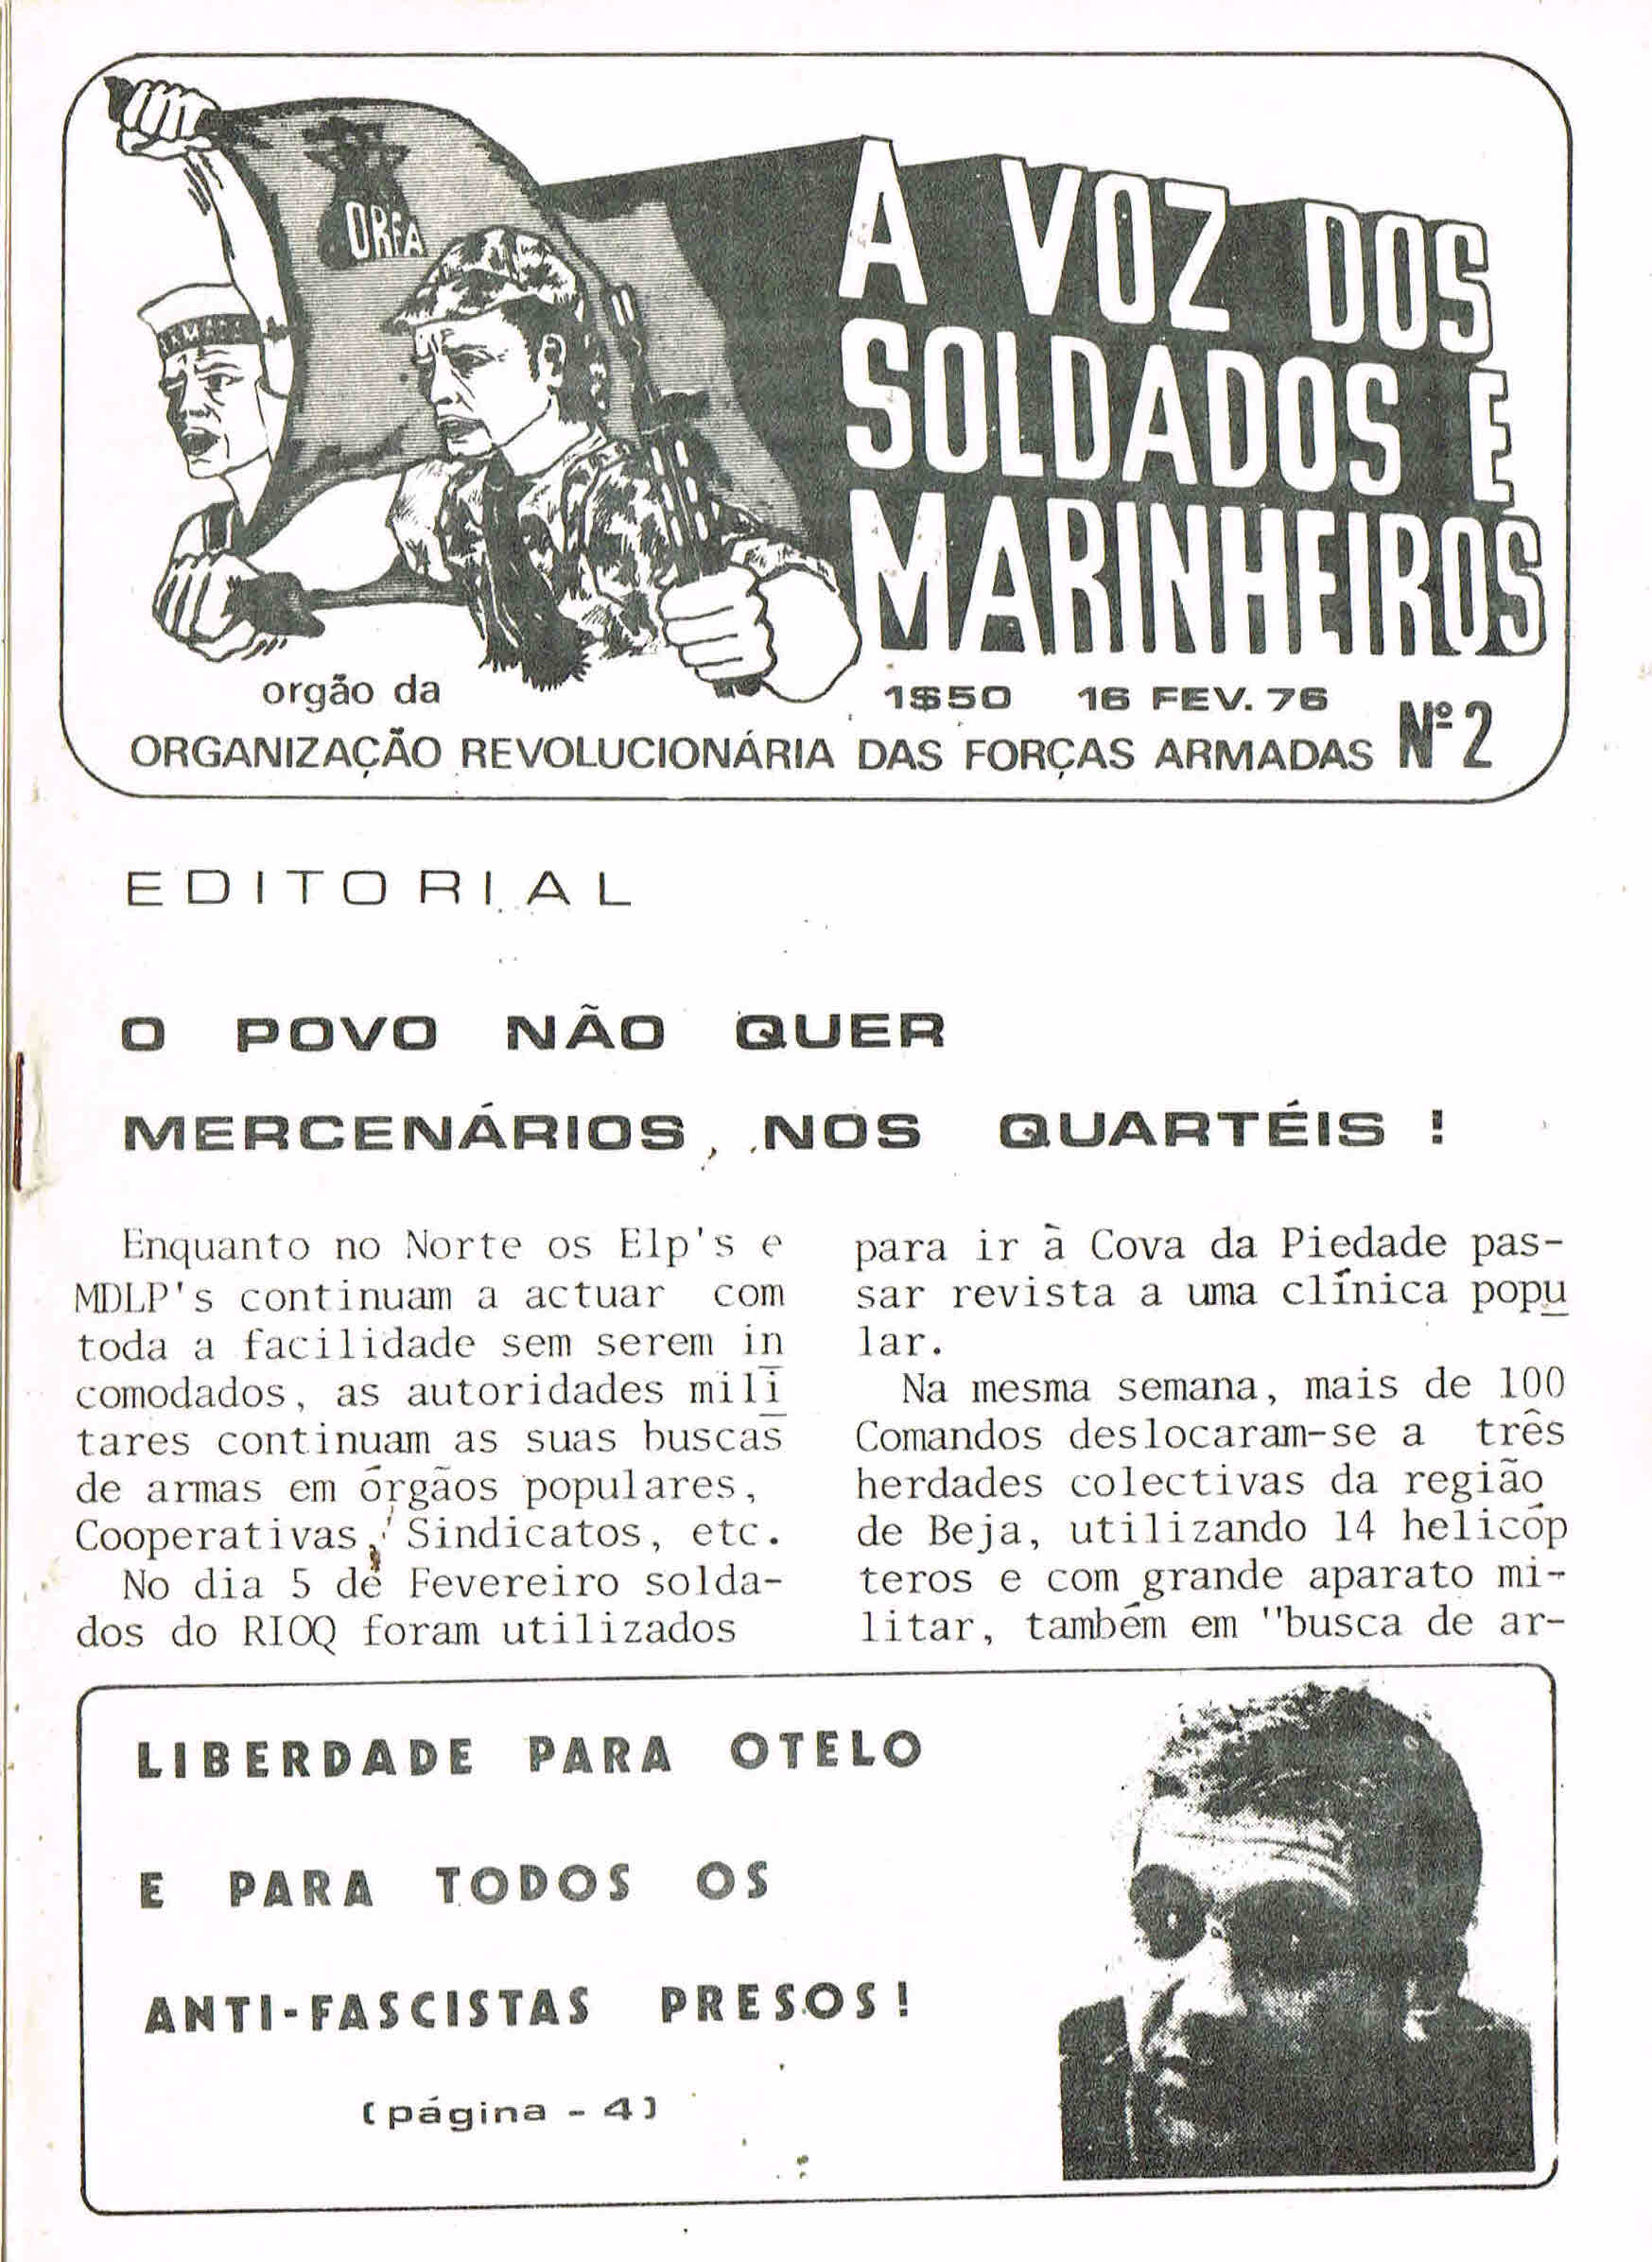 ORFA
A VOZ DOS
SOLDADOS E
MARINHEIROS
orgão da
1$50 16 FEV. 76 Nº 2
ORGANIZAÇÃO REVOLUCIONÁRIA DAS FORÇAS ARMADAS
EDITORIAL
O POVO NÃO QUER
MERCENÁRIOS NOS QUARTÉIS !
Enquanto no Norte os Elp's e
MDLP's continuam a actuar com
toda a facilidade sem serem in
comodados, as autoridades mili
tares continuam as suas buscas
de armas em órgãos populares,
Cooperativas, Sindicatos, etc.
No dia 5 de Fevereiro solda-
dos do RIOQ foram utilizados
para ir à Cova da Piedade pas-
sar revista a uma clínica popu
lar.
Na mesma semana, mais de 100
Comandos deslocaram-se a três
herdades colectivas da região
de Beja, utilizando 14 helicóp
teros e com grande aparato mi-
litar, também em "busca de ar-
LIBERDADE PARA OTELO
E PARA TODOS OS
ANTI-FASCISTAS PRESOS!
(página - 4)